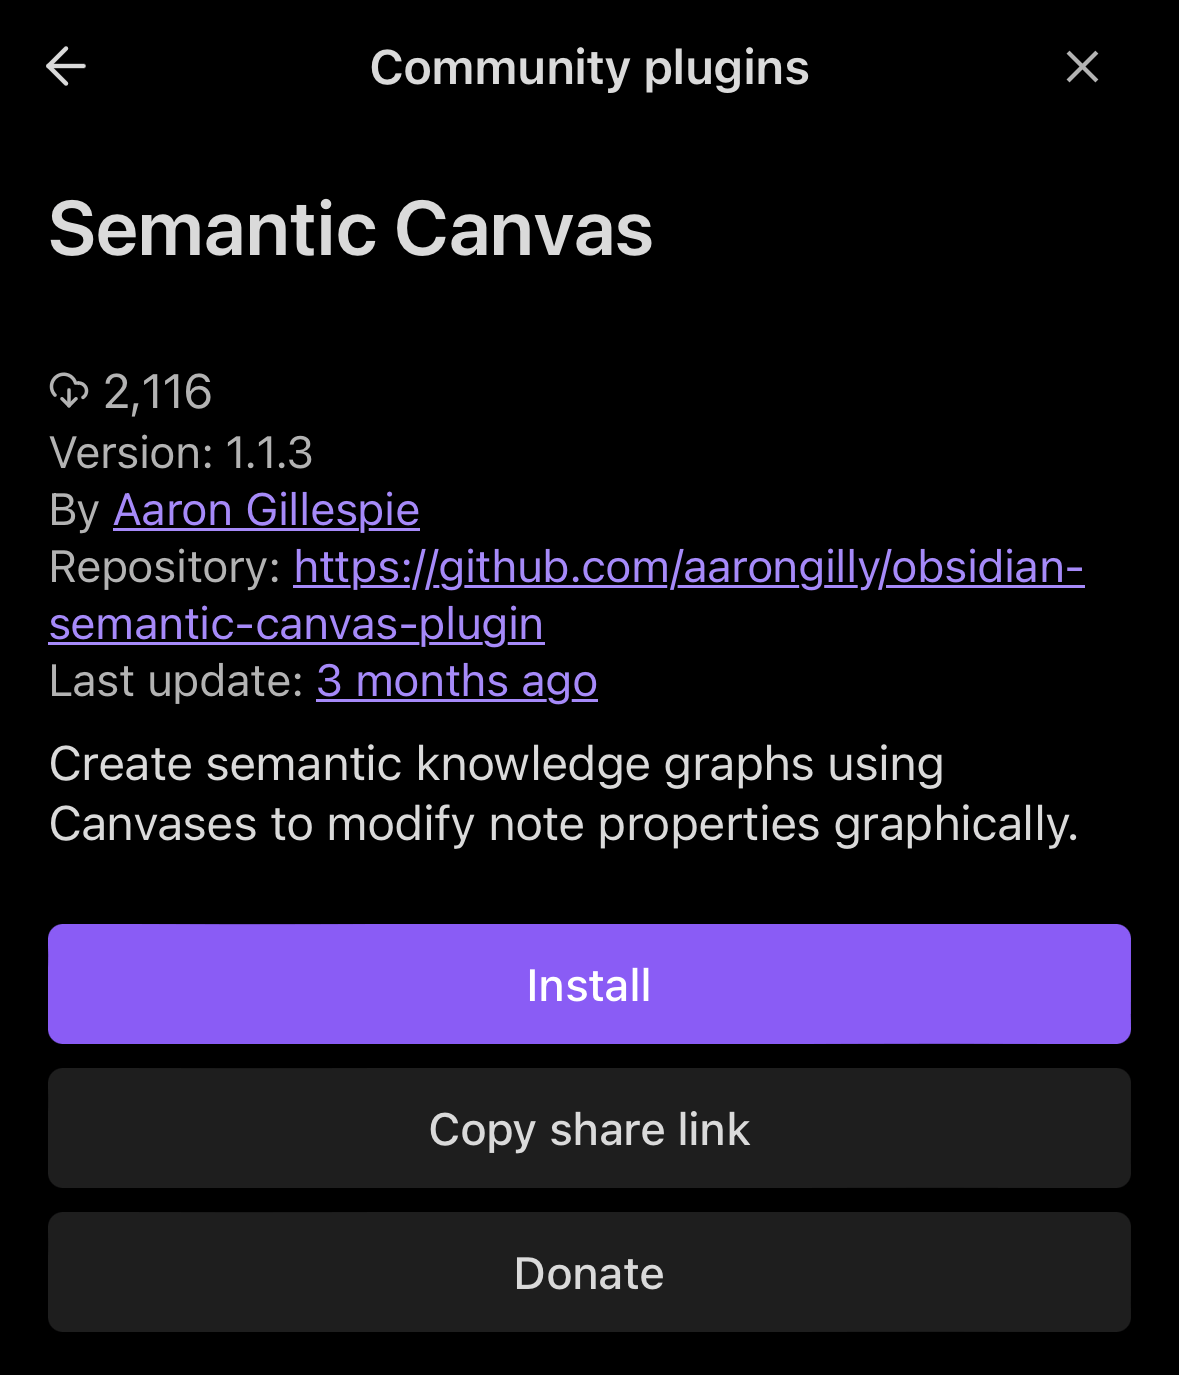 Community plugins
Semantic Canvas
2,116
Version: 1.1.3
By Aaron Gillespie
Repository: https://github.com/aarongilly/obsidian-
semantic-canvas-plugin
Last update: 3 months ago
Create semantic knowledge graphs using
Canvases to modify note properties graphically.
Install
Copy share link
Donate